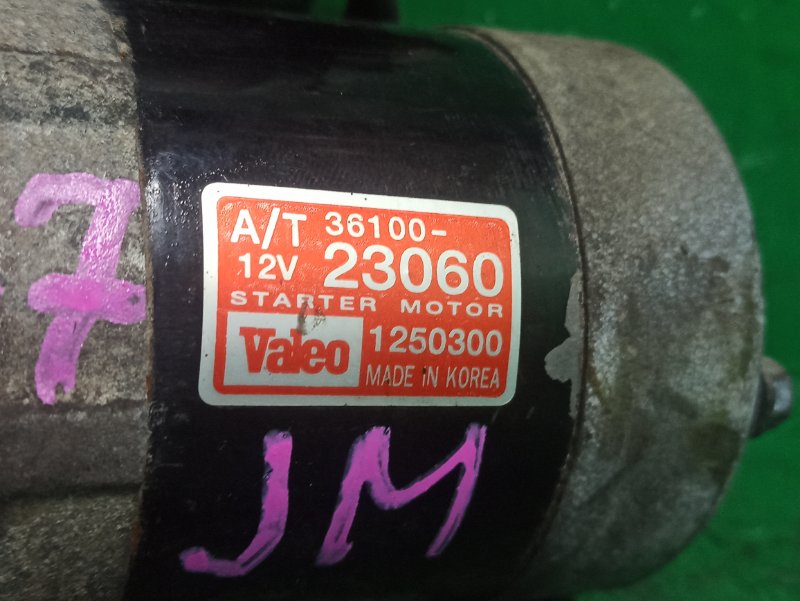 7
A/T 36100-
12V 23060
STARTER MOTOR
Valeo 1250300
MADE IN KOREA
JM